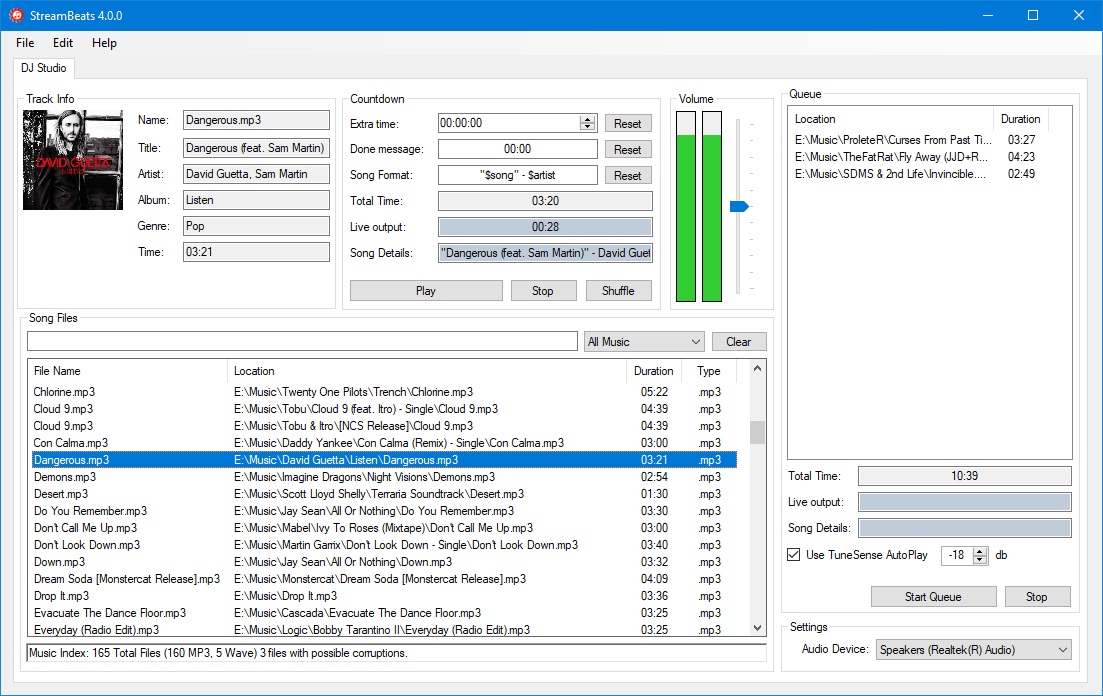 StreamBeats 4.0.0
File Edit Help
DJ Studio
Track Info
DAVID GUETTA
LISTEN
Name: Dangerous.mp3
Title: Dangerous (feat. Sam Martin)
Artist: David Guetta, Sam Martin
Album: Listen
Genre: Pop
Time: 03:21
Countdown
Extra time: 00:00:00 Reset
Done message: 00:00 Reset
Song Format: "$song" - $artist Reset
Total Time: 03:20
Live output: 00:28
Song Details: "Dangerous (feat. Sam Martin)" - David Guet
Play Stop Shuffle
Volume
Song Files
All Music Clear
File Name Location Duration Type
Chlorine.mp3 E:\Music\Twenty One Pilots\Trench\Chlorine.mp3 05:22 .mp3
Cloud 9.mp3 E:\Music\Tobu\Cloud 9 (feat. Itro) - Single\Cloud 9.mp3 04:39 .mp3
Cloud 9.mp3 E:\Music\Tobu & Itro\[NCS Release]\Cloud 9.mp3 04:39 .mp3
Con Calma.mp3 E:\Music\Daddy Yankee\Con Calma (Remix) - Single\Con Calma.mp3 03:00 .mp3
Dangerous.mp3 E:\Music\David Guetta\Listen\Dangerous.mp3 03:21 .mp3
Demons.mp3 E:\Music\Imagine Dragons\Night Visions\Demons.mp3 02:54 .mp3
Desert.mp3 E:\Music\Scott Lloyd Shelly\Terraria Soundtrack\Desert.mp3 01:30 .mp3
Do You Remember.mp3 E:\Music\Jay Sean\All Or Nothing\Do You Remember.mp3 03:30 .mp3
Don't Call Me Up.mp3 E:\Music\Mabel\Ivy To Roses (Mixtape)\Don't Call Me Up.mp3 03:00 .mp3
Don't Look Down.mp3 E:\Music\Martin Garrix\Don't Look Down - Single\Don't Look Down.mp3 03:40 .mp3
Down.mp3 E:\Music\Jay Sean\All Or Nothing\Down.mp3 03:32 .mp3
Dream Soda [Monstercat Release].mp3 E:\Music\Monstercat\Dream Soda [Monstercat Release].mp3 04:09 .mp3
Drop It.mp3 E:\Music\Drop It.mp3 03:36 .mp3
Evacuate The Dance Floor.mp3 E:\Music\Cascada\Evacuate The Dance Floor.mp3 03:25 .mp3
Everyday (Radio Edit).mp3 E:\Music\Logic\Bobby Tarantino II\Everyday (Radio Edit).mp3 03:25 .mp3
Music Index: 165 Total Files (160 MP3, 5 Wave) 3 files with possible corruptions.
Queue
Location Duration
E:\Music\ProleteR\Curses From Past Ti... 03:27
E:\Music\TheFatRat\Fly Away (JJD+R... 04:23
E:\Music\SDMS & 2nd Life\Invincible.... 02:49
Total Time: 10:39
Live output:
Song Details:
Use TuneSense AutoPlay -18 db
Start Queue Stop
Settings
Audio Device: Speakers (Realtek(R) Audio)